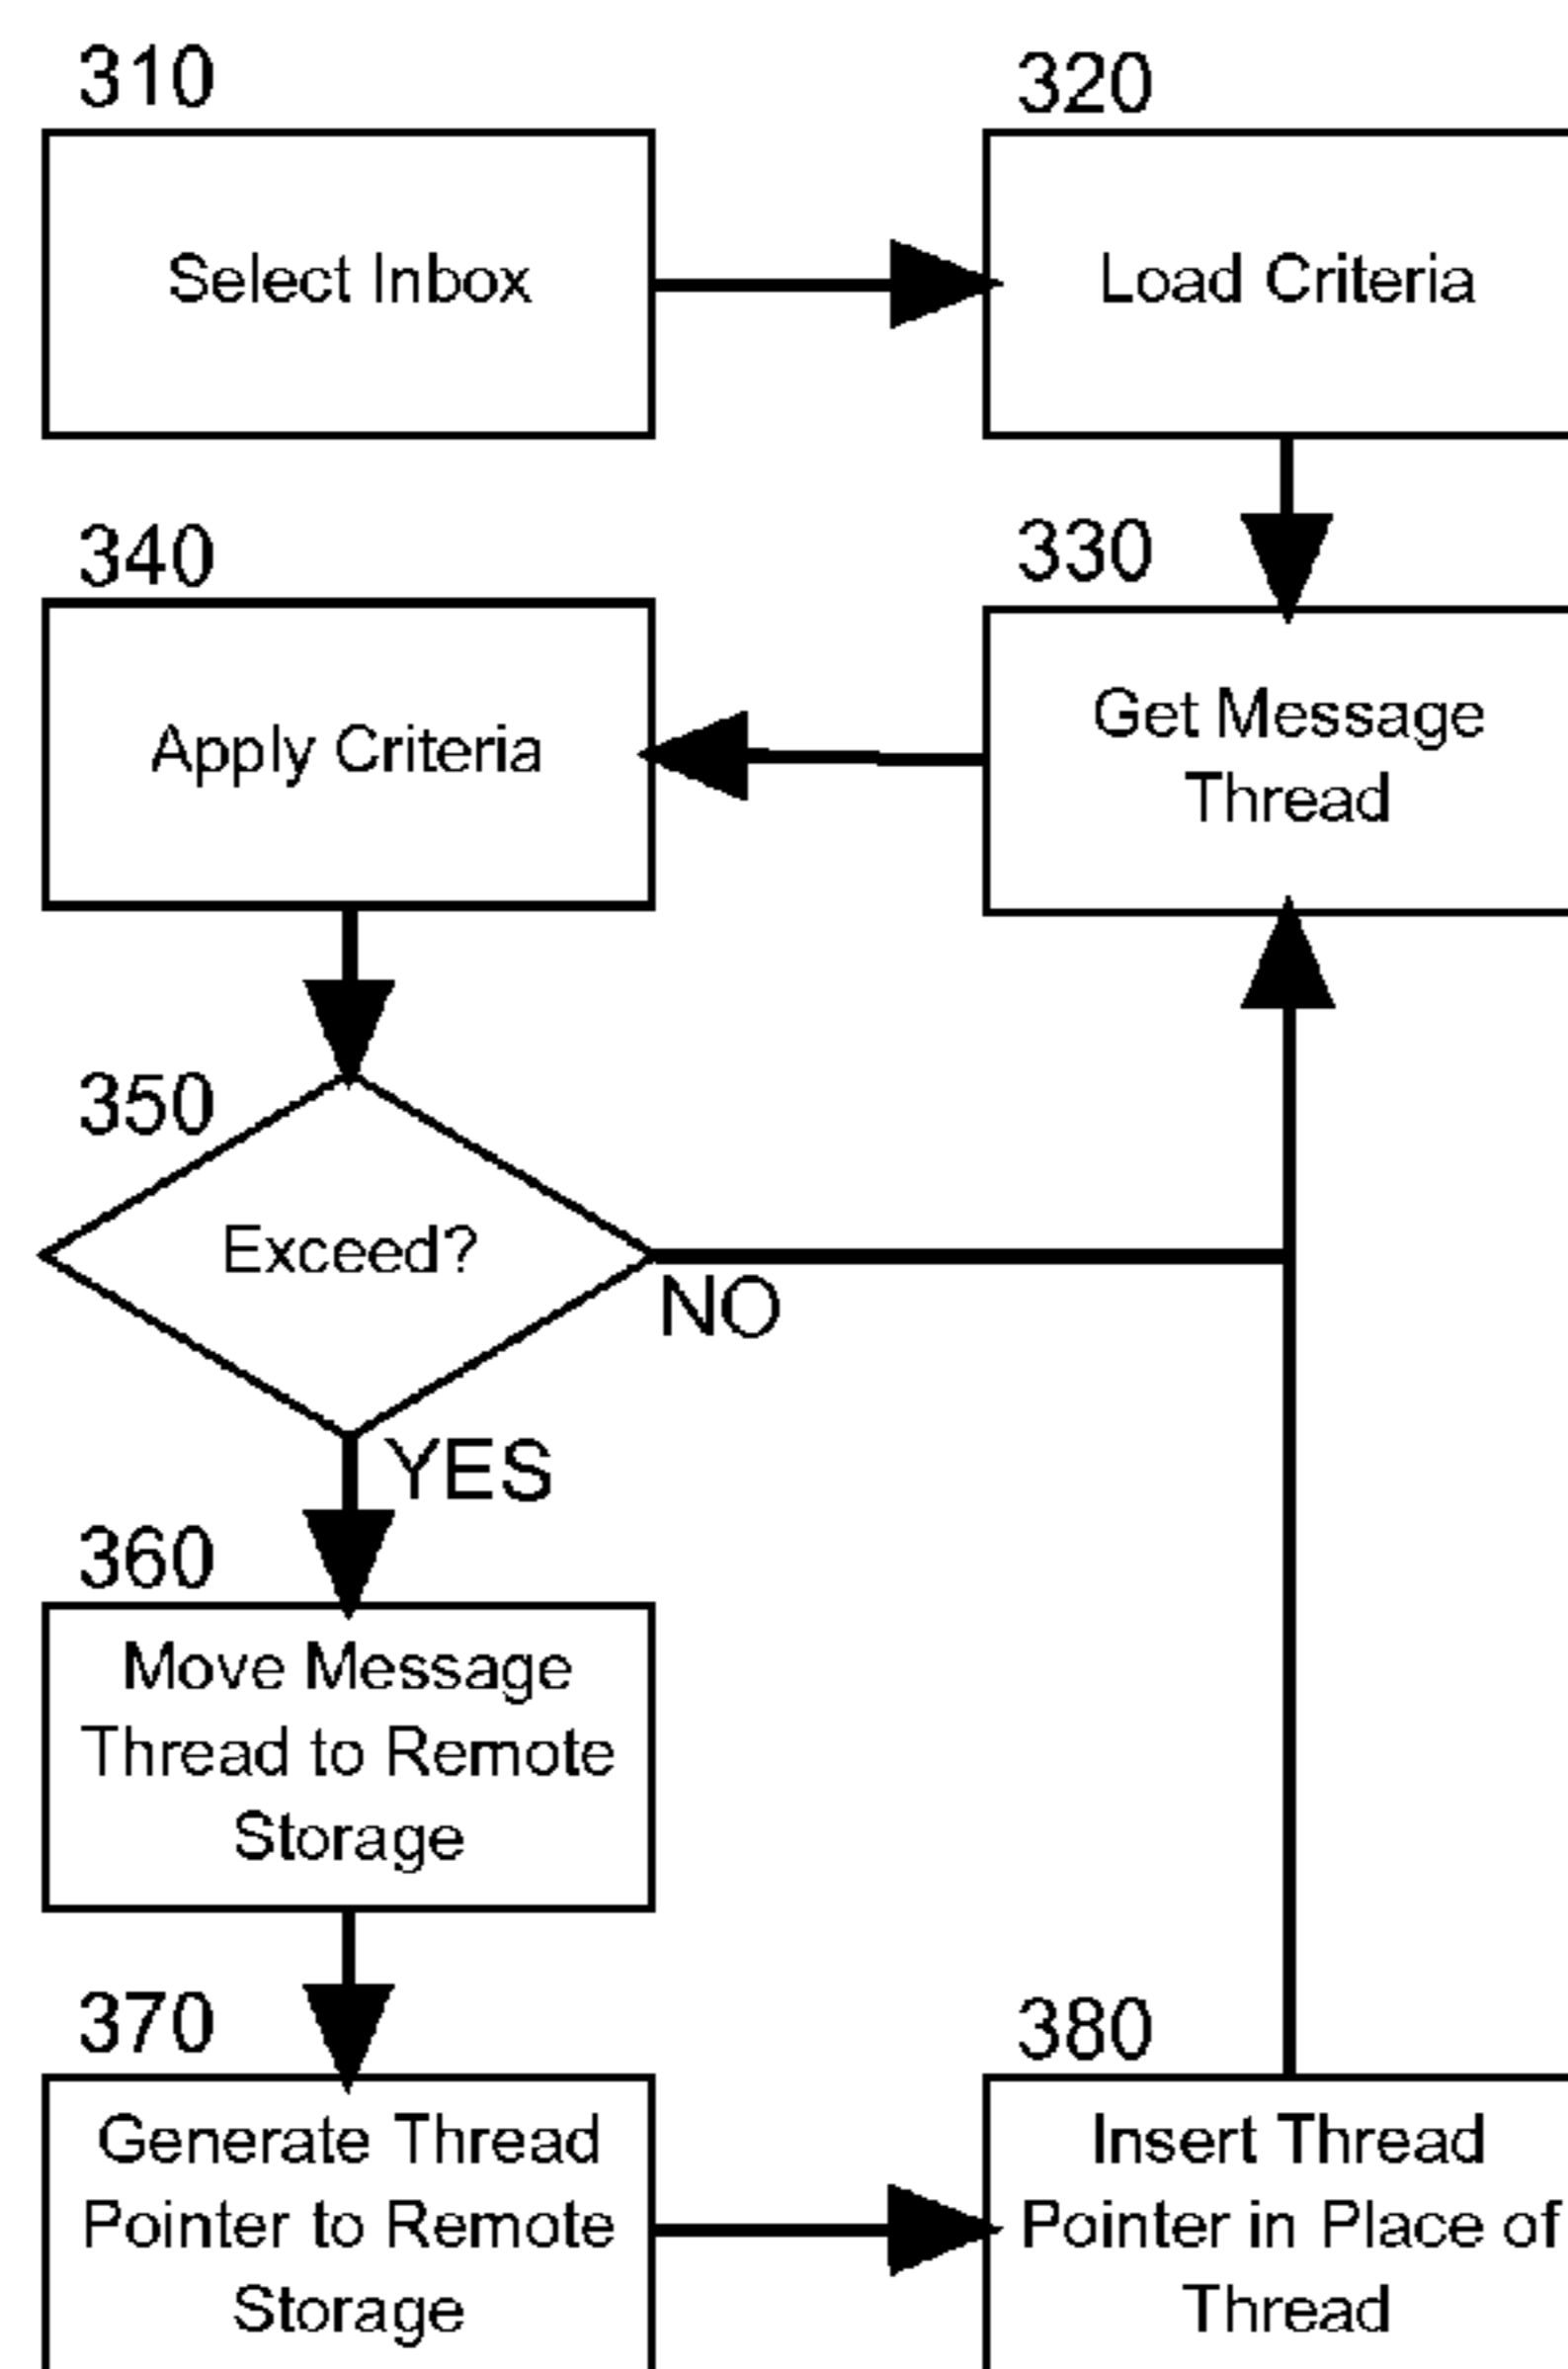 310
Select Inbox
320
Load Criteria
340
Apply Criteria
330
Get Message
Thread
350
Exceed?
NO
YES
360
Move Message
Thread to Remote
Storage
370
Generate Thread
Pointer to Remote
Storage
380
Insert Thread
Pointer in Place of
Thread